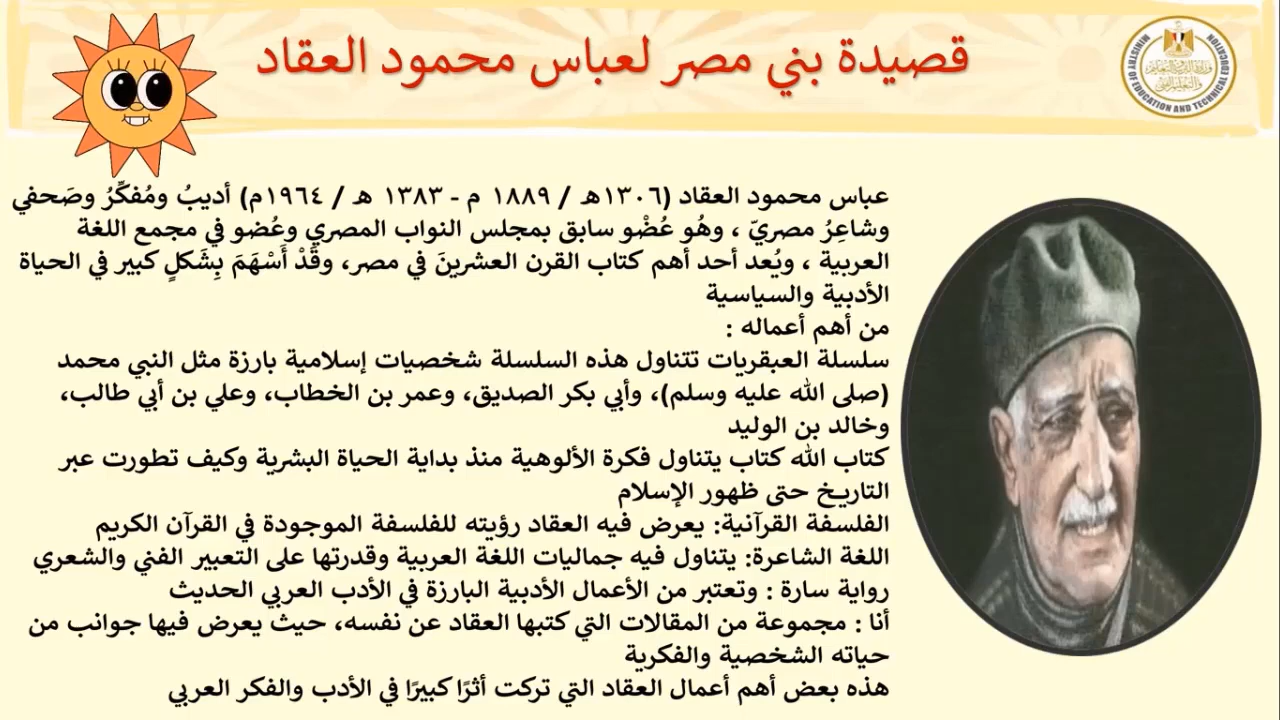 قصيدة بني مصر لعباس محمود العقاد
MINISTRY OF EDUCATION AND TECHNICAL EDUCATION
عباس محمود العقاد (١٣٠٦هـ / ١٨٨٩ م - ١٣٨٣ هـ / ١٩٦٤م) أديبُ ومُفكِّرُ وصَحفي
وشاعِرُ مصريّ ، وهُو عُضْو سابق بمجلس النواب المصري وعُضو في مجمع اللغة
العربية ، ويُعد أحد أهم كتاب القرن العشرينَ في مصر، وقَدْ أَسْهَمَ بِشَكلٍ كبير في الحياة
الأدبية والسياسية
من أهم أعماله :
سلسلة العبقريات تتناول هذه السلسلة شخصيات إسلامية بارزة مثل النبي محمد
(صلى الله عليه وسلم)، وأبي بكر الصديق، وعمر بن الخطاب، وعلي بن أبي طالب،
وخالد بن الوليد
كتاب الله كتاب يتناول فكرة الألوهية منذ بداية الحياة البشرية وكيف تطورت عبر
التاريخ حتى ظهور الإسلام
الفلسفة القرآنية: يعرض فيه العقاد رؤيته للفلسفة الموجودة في القرآن الكريم
اللغة الشاعرة: يتناول فيه جماليات اللغة العربية وقدرتها على التعبير الفني والشعري
رواية سارة : وتعتبر من الأعمال الأدبية البارزة في الأدب العربي الحديث
أنا : مجموعة من المقالات التي كتبها العقاد عن نفسه، حيث يعرض فيها جوانب من
حياته الشخصية والفكرية
هذه بعض أهم أعمال العقاد التي تركت أثرًا كبيرًا في الأدب والفكر العربي